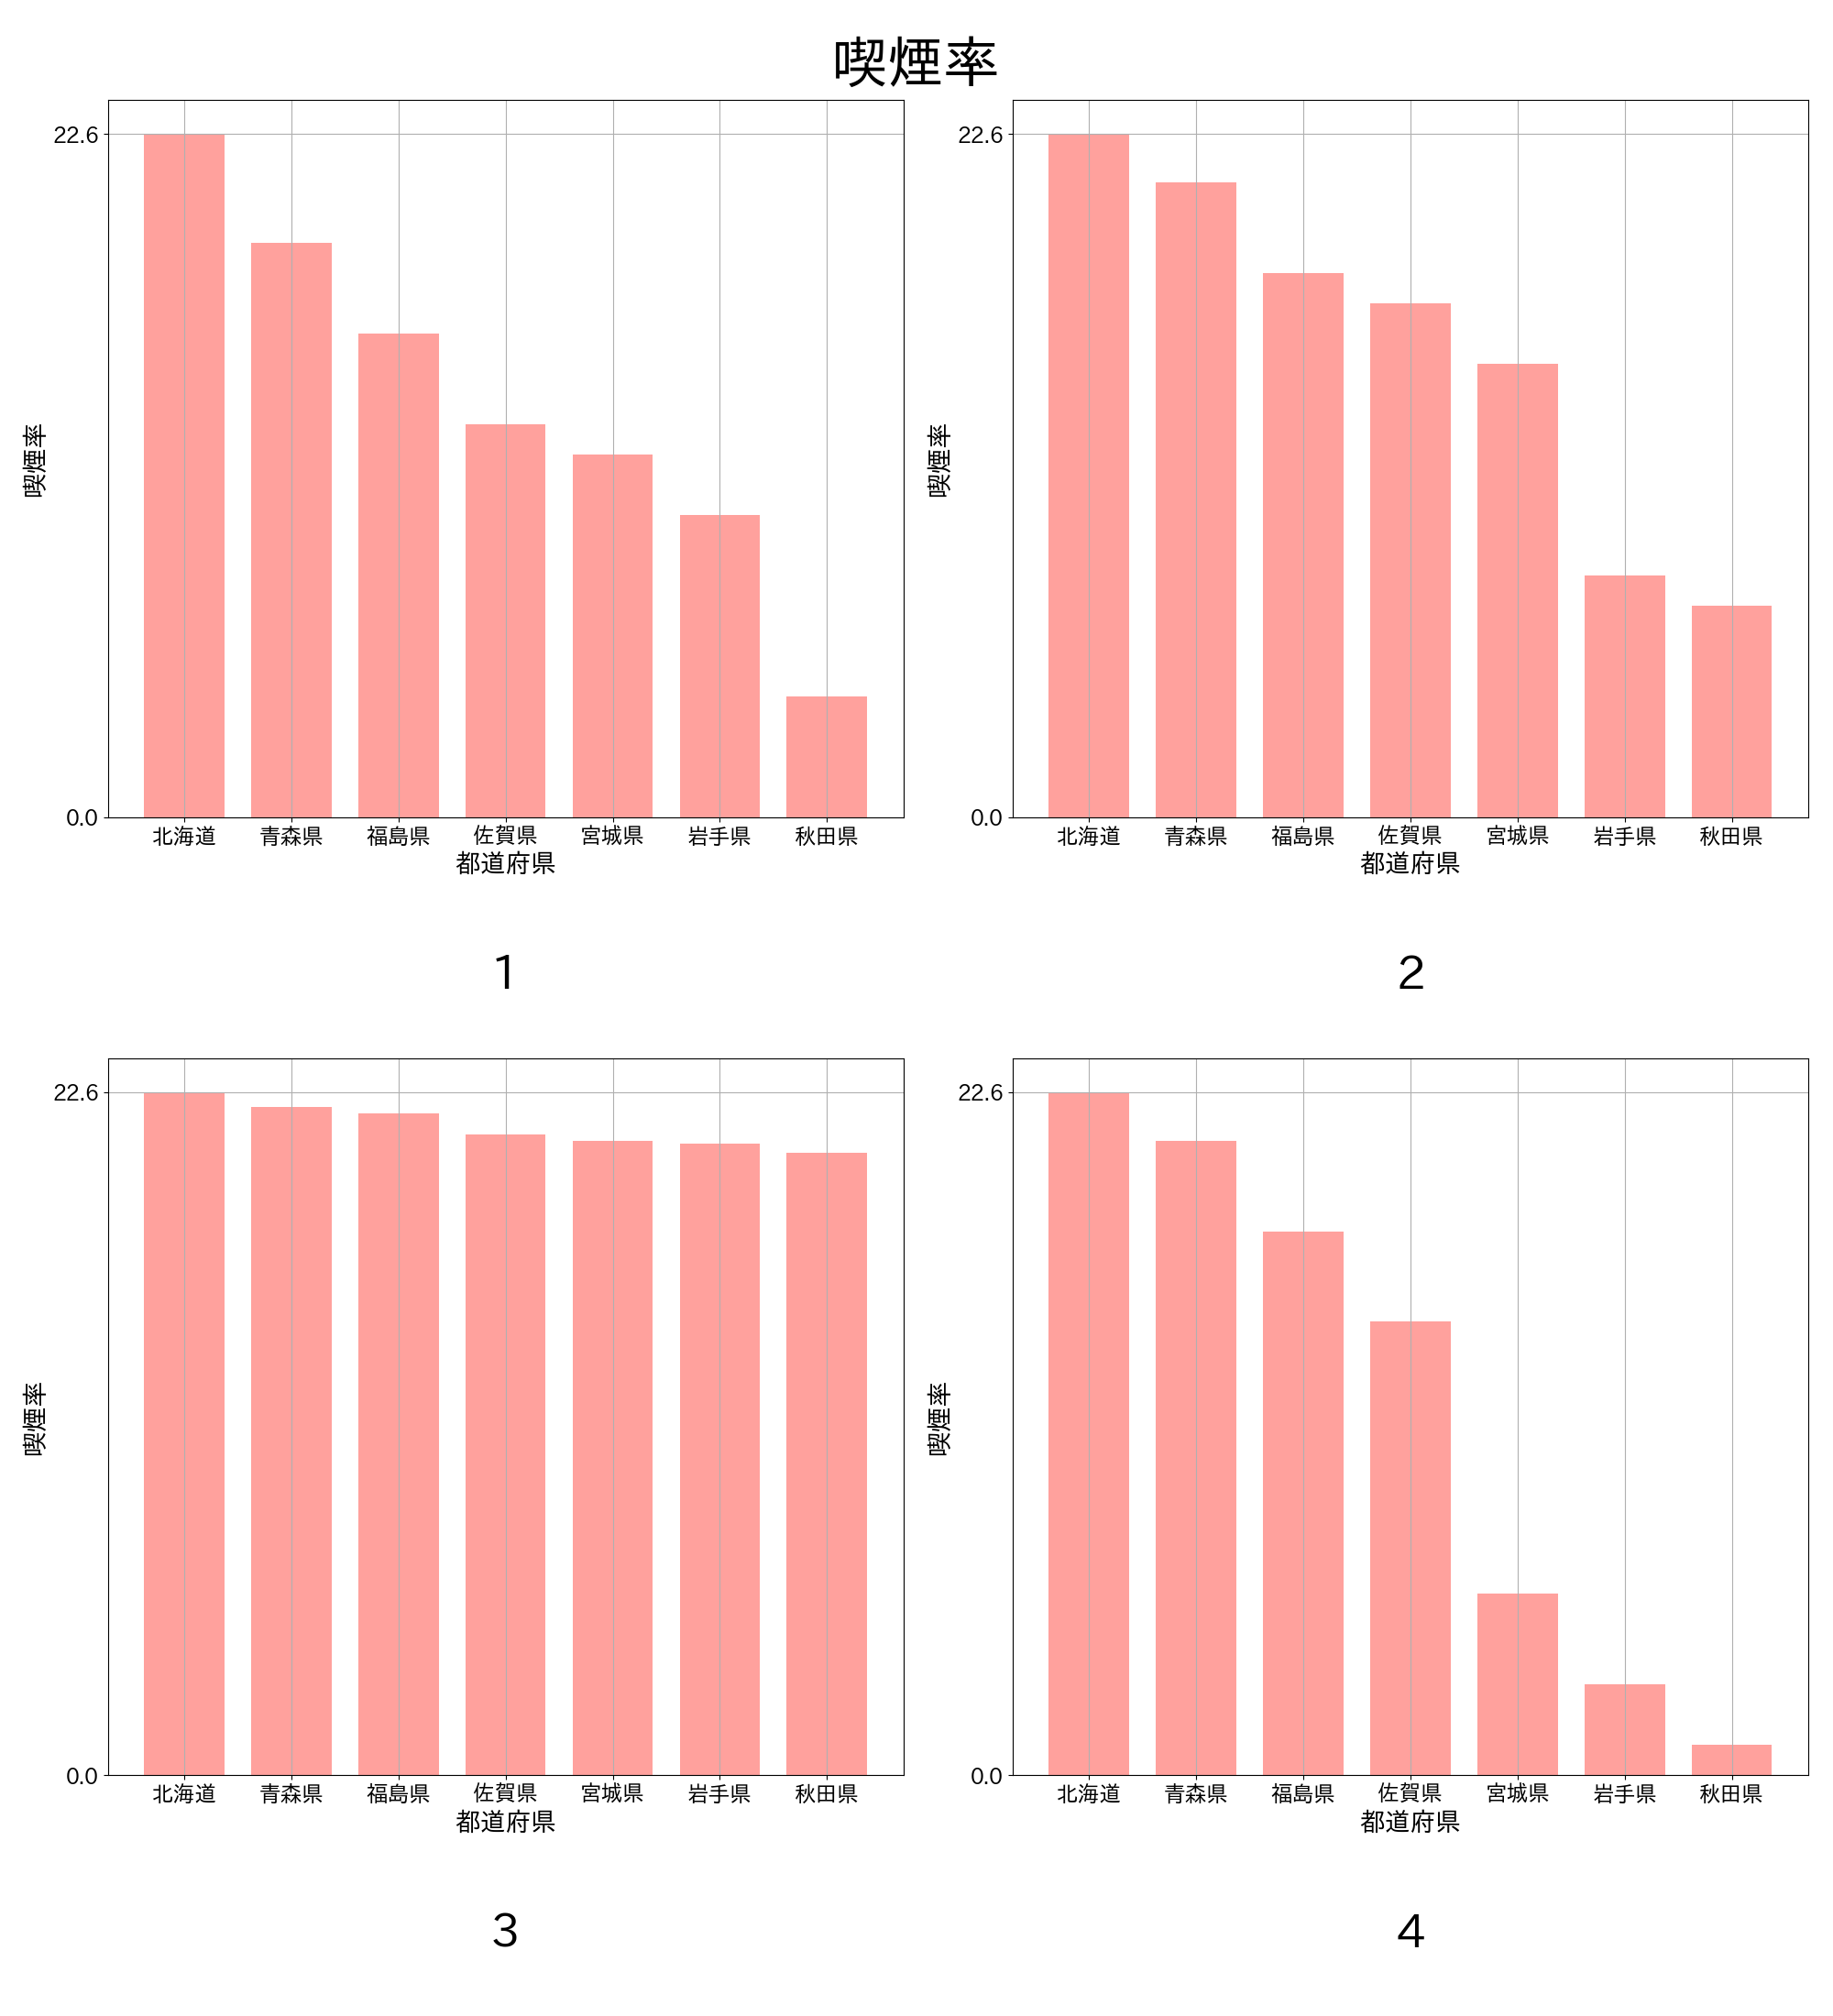 喫煙率
22.6
0.0
喫煙率
北海道 青森県 福島県 佐賀県 宮城県 岩手県 秋田県
都道府県
1
22.6
0.0
喫煙率
北海道 青森県 福島県 佐賀県 宮城県 岩手県 秋田県
都道府県
2
22.6
0.0
喫煙率
北海道 青森県 福島県 佐賀県 宮城県 岩手県 秋田県
都道府県
3
22.6
0.0
喫煙率
北海道 青森県 福島県 佐賀県 宮城県 岩手県 秋田県
都道府県
4